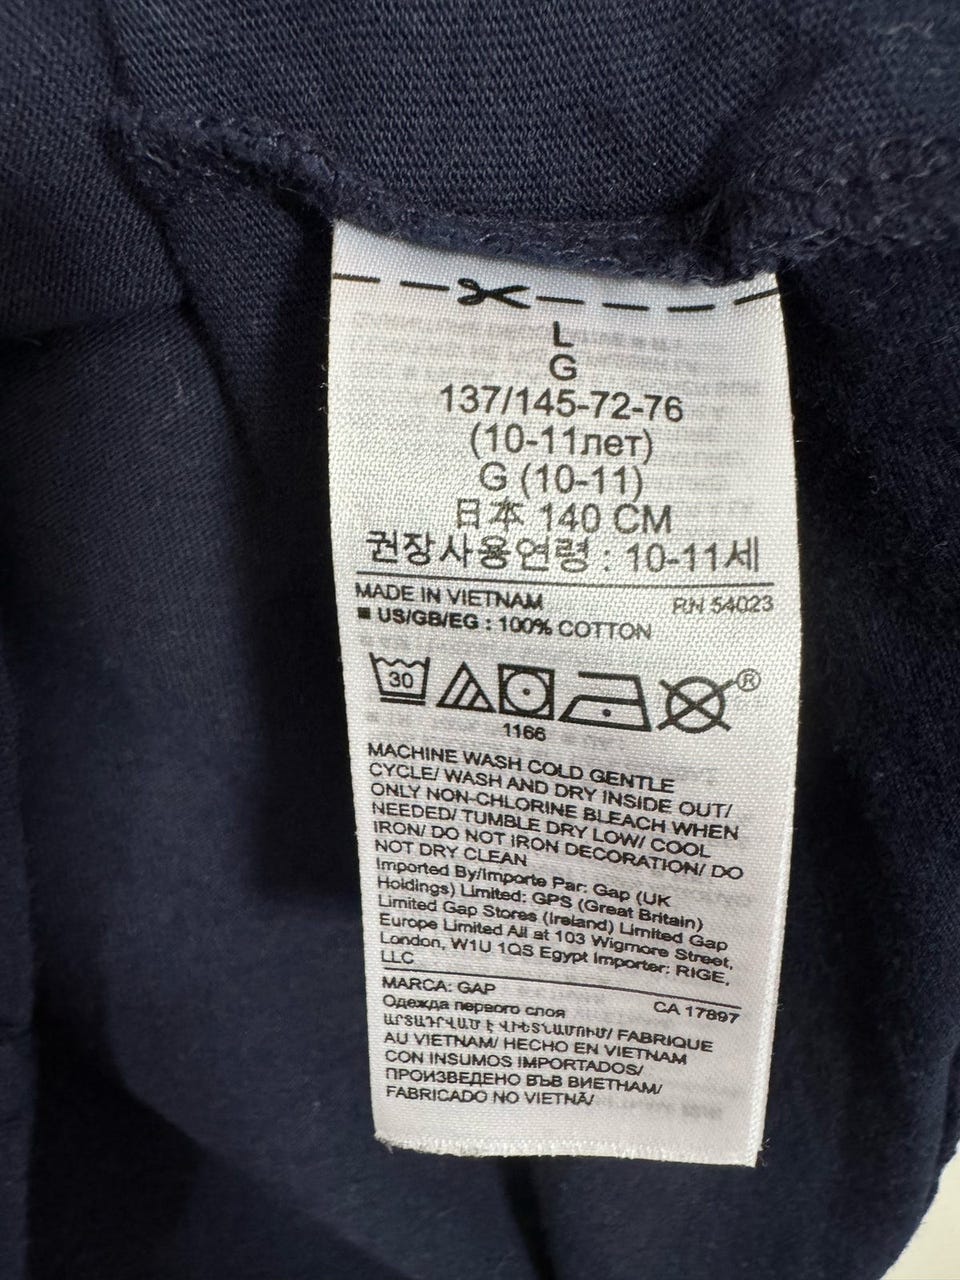 L
G
137/145-72-76
(10-11лет)
G (10-11)
日本 140 CM
권장사용연령 : 10-11세
MADE IN VIETNAM RN 54023
■ US/GB/EG : 100% COTTON
30
®
1166
MACHINE WASH COLD GENTLE
CYCLE/ WASH AND DRY INSIDE OUT/
ONLY NON-CHLORINE BLEACH WHEN
NEEDED/ TUMBLE DRY LOW/ COOL
IRON/ DO NOT IRON DECORATION/ DO
NOT DRY CLEAN
Imported By/Importe Par: Gap (UK
Holdings) Limited: GPS (Great Britain)
Limited Gap Stores (Ireland) Limited Gap
Europe Limited All at 103 Wigmore Street,
London, W1U 1QS Egypt Importer: RIGE,
LLC
MARCA: GAP CA 17897
Одежда первого слоя
ԱՐՏԱԴՐՎԱԾ Է ՎԻԵՏՆԱՄՈՒՄ/ FABRIQUE
AU VIETNAM/ HECHO EN VIETNAM
CON INSUMOS IMPORTADOS/
ПРОИЗВЕДЕНО ВЪВ ВИЕТНАМ/
FABRICADO NO VIETNÃ/